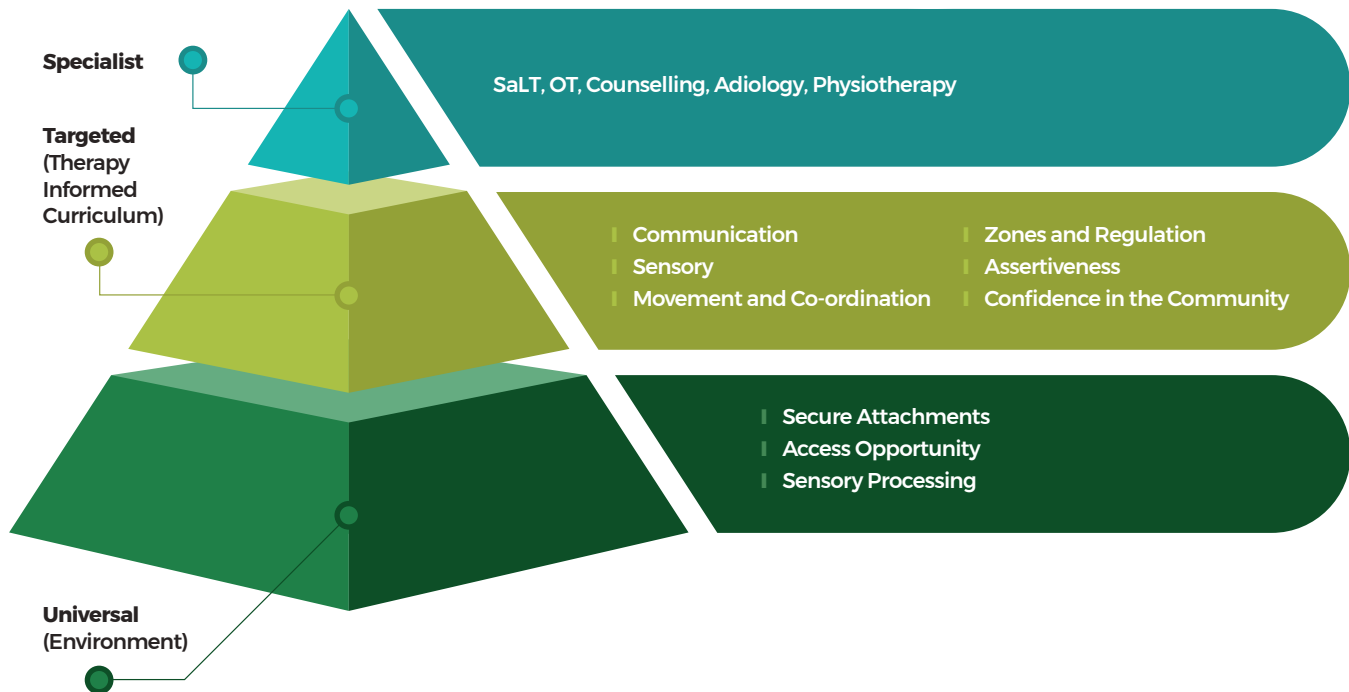 Specialist
SaLT, OT, Counselling, Adiology, Physiotherapy
Targeted
(Therapy
Informed
Curriculum)
Communication
Sensory
Movement and Co-ordination
Zones and Regulation
Assertiveness
Confidence in the Community
Secure Attachments
Access Opportunity
Sensory Processing
Universal
(Environment)